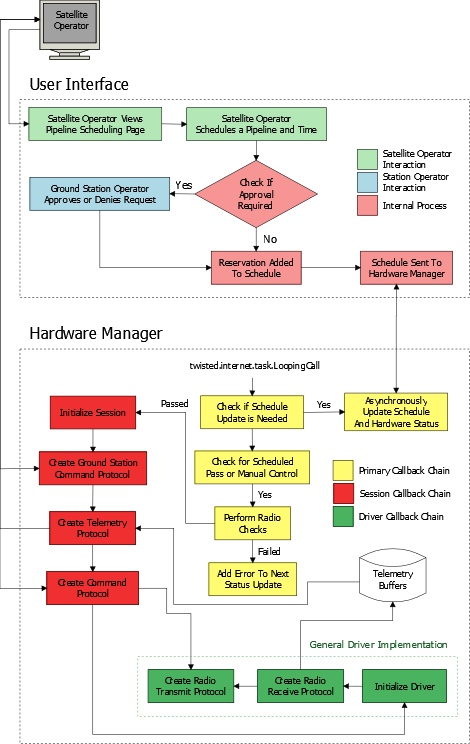 Satellite
Operator
User Interface
Satellite Operator Views
Pipeline Scheduling Page
Satellite Operator
Schedules a Pipeline and Time
Satellite Operator
Interaction
Station Operator
Interaction
Internal Process
Ground Station Operator
Approves or Denies Request
Yes
Check If
Approval
Required
No
Reservation Added
To Schedule
Schedule Sent To
Hardware Manager
Hardware Manager
twisted.internet.task.LoopingCall
Initialize Session
Passed
Check if Schedule
Update is Needed
Yes
Asynchronously
Update Schedule
And Hardware Status
Create Ground Station
Command Protocol
Check for Scheduled
Pass or Manual Control
Yes
Primary Callback Chain
Session Callback Chain
Driver Callback Chain
Create Telemetry
Protocol
Perform Radio
Checks
Failed
Create Command
Protocol
Add Error To Next
Status Update
Telemetry
Buffers
General Driver Implementation
Create Radio
Transmit Protocol
Create Radio
Receive Protocol
Initialize Driver